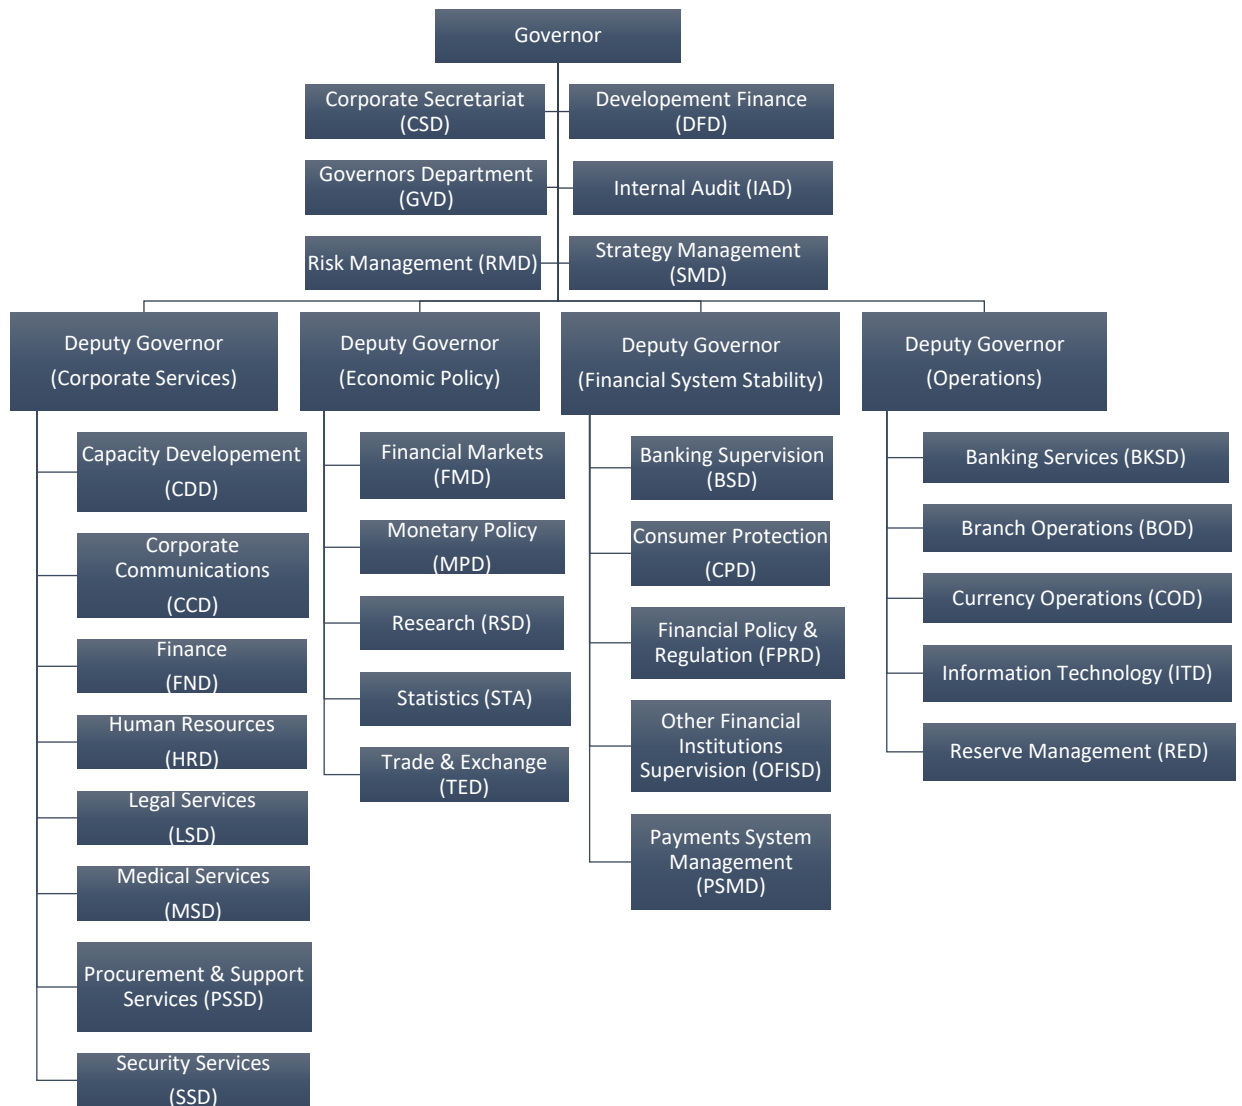 Governor
Corporate Secretariat
(CSD)
Developement Finance
(DFD)
Governors Department
(GVD)
Internal Audit (IAD)
Risk Management (RMD)
Strategy Management
(SMD)
Deputy Governor
(Corporate Services)
Deputy Governor
(Economic Policy)
Deputy Governor
(Financial System Stability)
Deputy Governor
(Operations)
Capacity Developement
(CDD)
Corporate
Communications
(CCD)
Finance
(FND)
Human Resources
(HRD)
Legal Services
(LSD)
Medical Services
(MSD)
Procurement & Support
Services (PSSD)
Security Services
(SSD)
Financial Markets
(FMD)
Monetary Policy
(MPD)
Research (RSD)
Statistics (STA)
Trade & Exchange
(TED)
Banking Supervision
(BSD)
Consumer Protection
(CPD)
Financial Policy &
Regulation (FPRD)
Other Financial
Institutions
Supervision (OFISD)
Payments System
Management
(PSMD)
Banking Services (BKSD)
Branch Operations (BOD)
Currency Operations (COD)
Information Technology (ITD)
Reserve Management (RED)